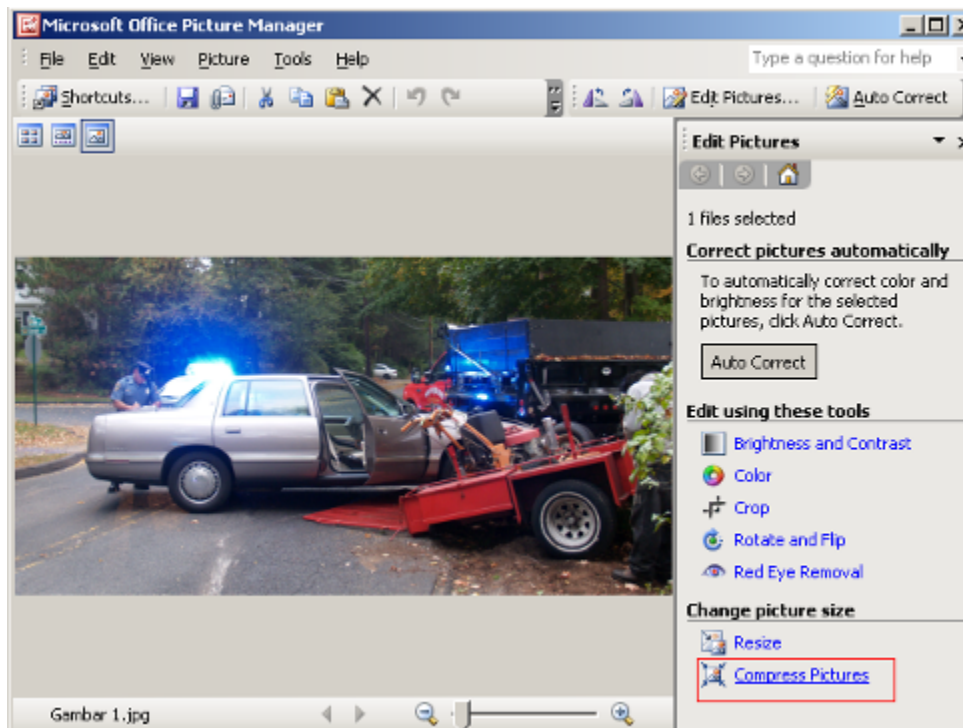 Microsoft Office Picture Manager
File Edit View Picture Tools Help
Type a question for help
Shortcuts...
Edit Pictures...
Auto Correct
Edit Pictures
1 files selected
Correct pictures automatically
To automatically correct color and
brightness for the selected
pictures, click Auto Correct.
Auto Correct
Edit using these tools
Brightness and Contrast
Color
Crop
Rotate and Flip
Red Eye Removal
Change picture size
Resize
Compress Pictures
Gambar 1.jpg